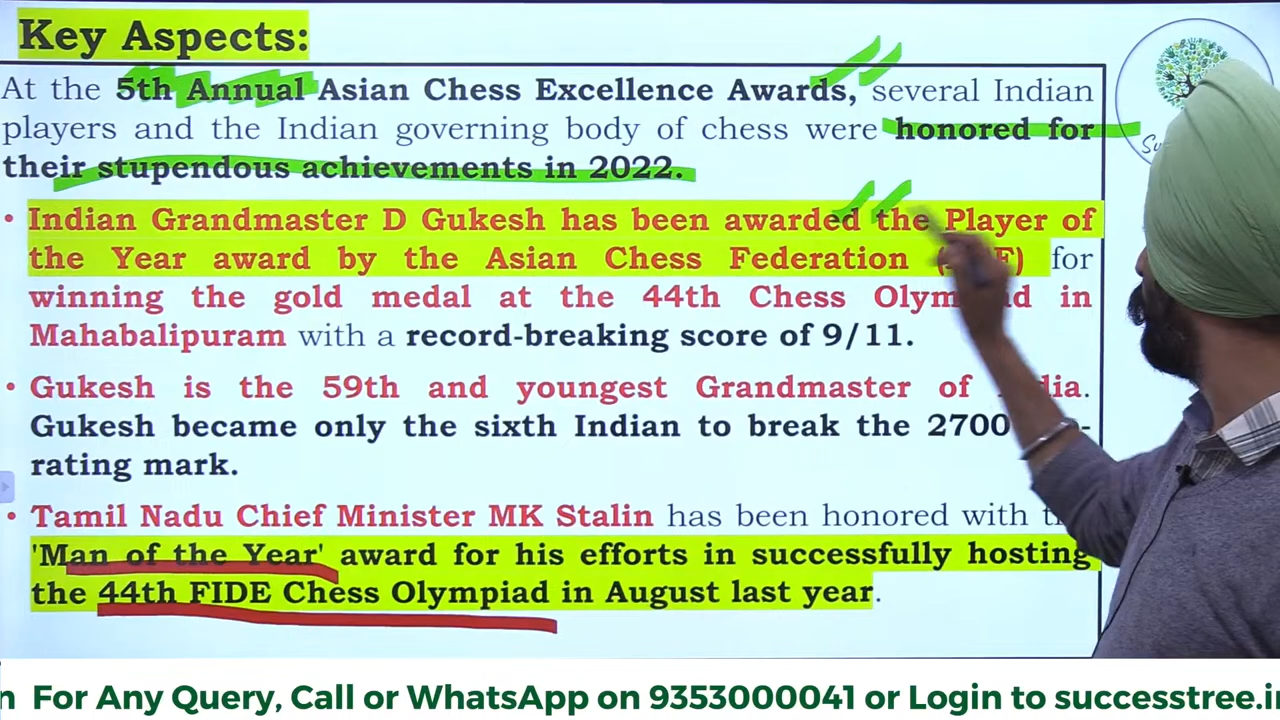 Key Aspects:
At the 5th Annual Asian Chess Excellence Awards, several Indian
players and the Indian governing body of chess were honored for
their stupendous achievements in 2022.
• Indian Grandmaster D Gukesh has been awarded the Player of
the Year award by the Asian Chess Federation ( F) for
winning the gold medal at the 44th Chess in
Mahabalipuram with a record-breaking score of 9/11.
• Gukesh is the 59th and youngest Grandmaster of dia.
Gukesh became only the sixth Indian to break the 2700 -
rating mark.
• Tamil Nadu Chief Minister MK Stalin has been honored with
'Man of the Year' award for his efforts in successfully hosting
the 44th FIDE Chess Olympiad in August last year.
n For Any Query, Call or WhatsApp on 9353000041 or Login to successtree.in